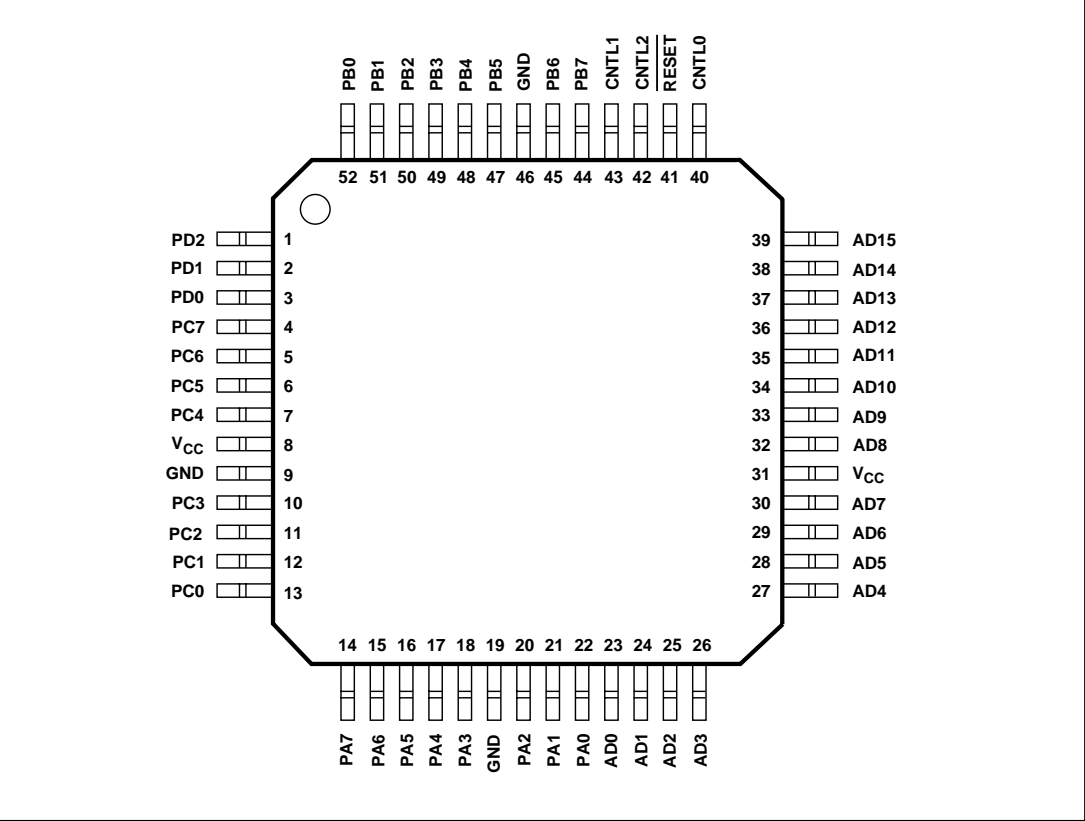 PB0 PB1 PB2 PB3 PB4 PB5 GND PB6 PB7 CNTL1 CNTL2 RESET CNTL0
52 51 50 49 48 47 46 45 44 43 42 41 40
PD2 1 39 AD15
PD1 2 38 AD14
PD0 3 37 AD13
PC7 4 36 AD12
PC6 5 35 AD11
PC5 6 34 AD10
PC4 7 33 AD9
VCC 8 32 AD8
GND 9 31 VCC
PC3 10 30 AD7
PC2 11 29 AD6
PC1 12 28 AD5
PC0 13 27 AD4
14 15 16 17 18 19 20 21 22 23 24 25 26
PA7 PA6 PA5 PA4 PA3 GND PA2 PA1 PA0 AD0 AD1 AD2 AD3